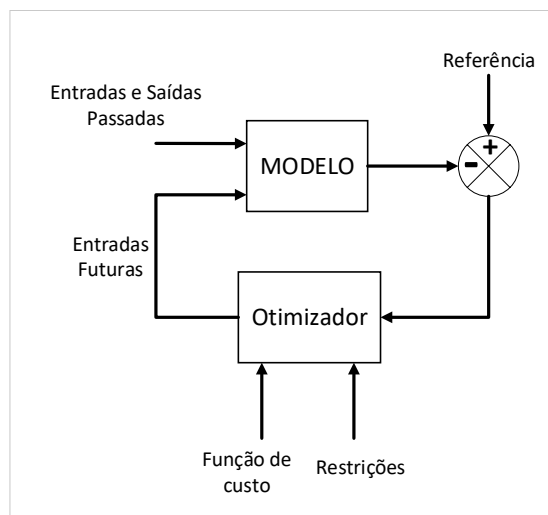 Referência
Entradas e Saídas
Passadas
+
MODELO
-
Entradas
Futuras
Otimizador
Função de
custo
Restrições